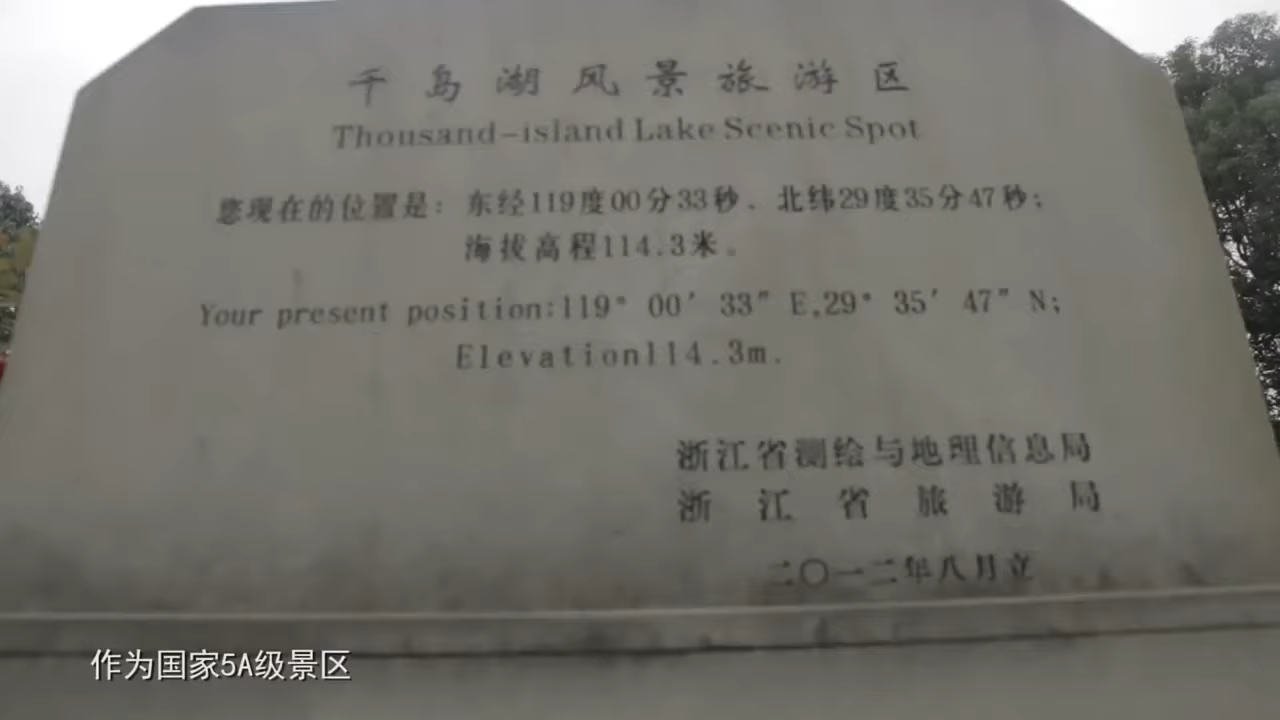 千岛湖风景旅游区
Thousand-island Lake Scenic Spot
您现在的位置是：东经119度00分33秒、北纬29度35分47秒；
海拔高程114.3米。
Your present position:119° 00′ 33″ E,29° 35′ 47″ N;
Elevation114.3m.
浙江省测绘与地理信息局
浙江省旅游局
二〇一二年八月立
作为国家5A级景区